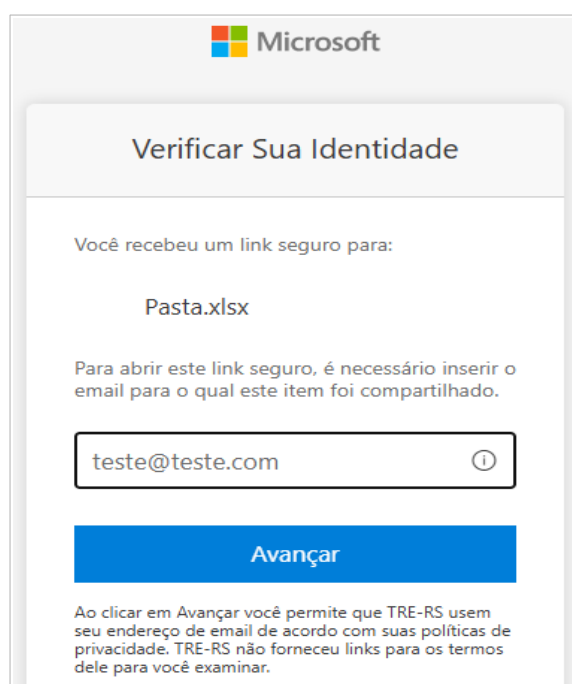 Microsoft
Verificar Sua Identidade
Você recebeu um link seguro para:
Pasta.xlsx
Para abrir este link seguro, é necessário inserir o
email para o qual este item foi compartilhado.
teste@teste.com
Avançar
Ao clicar em Avançar você permite que TRE-RS usem
seu endereço de email de acordo com suas políticas de
privacidade. TRE-RS não forneceu links para os termos
dele para você examinar.